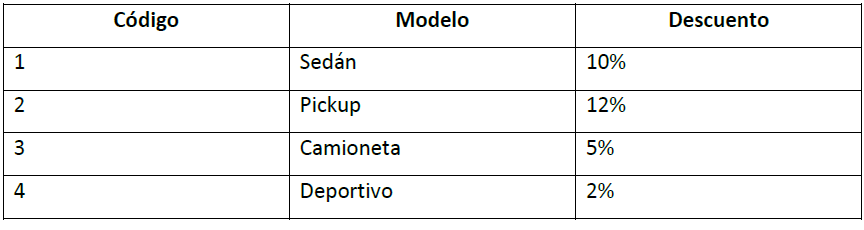 Código Modelo Descuento
1 Sedán 10%
2 Pickup 12%
3 Camioneta 5%
4 Deportivo 2%